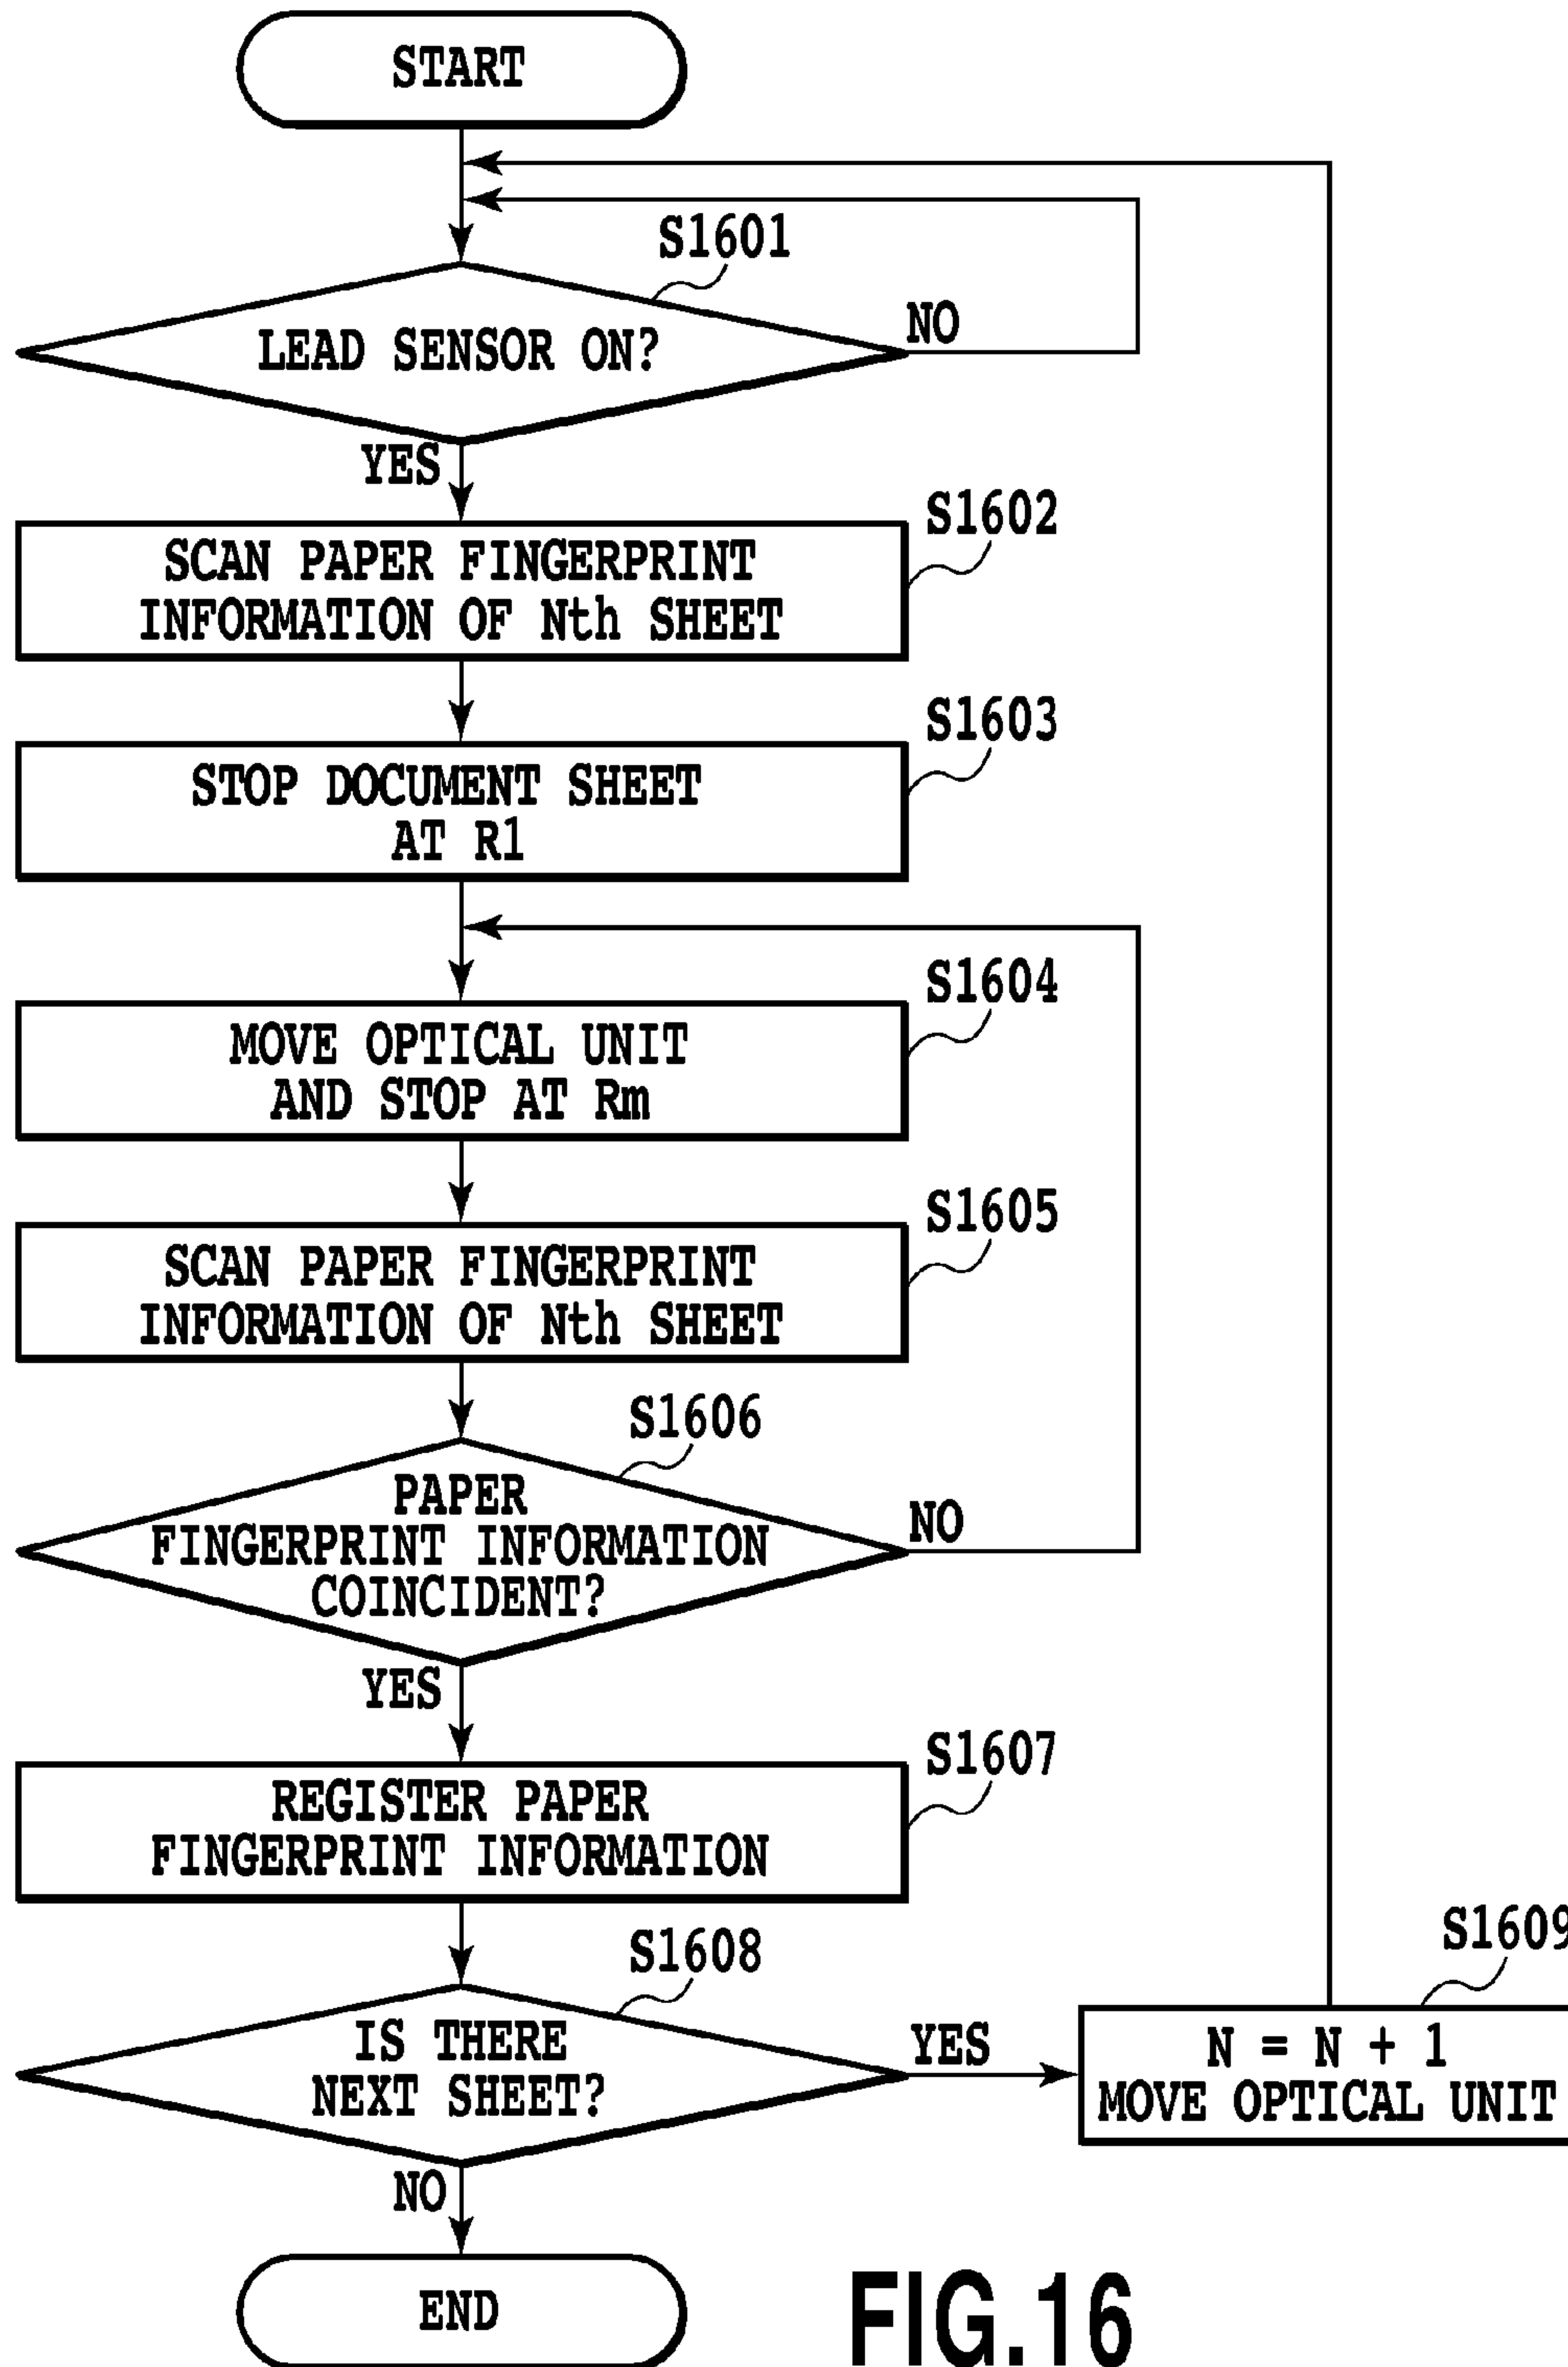 START
S1601
LEAD SENSOR ON?
NO
YES
S1602
SCAN PAPER FINGERPRINT
INFORMATION OF Nth SHEET
S1603
STOP DOCUMENT SHEET
AT R1
S1604
MOVE OPTICAL UNIT
AND STOP AT Rm
S1605
SCAN PAPER FINGERPRINT
INFORMATION OF Nth SHEET
S1606
PAPER
FINGERPRINT INFORMATION
COINCIDENT?
NO
YES
S1607
REGISTER PAPER
FINGERPRINT INFORMATION
S1608
IS THERE
NEXT SHEET?
YES
S1609
N = N + 1
MOVE OPTICAL UNIT
NO
END
FIG.16